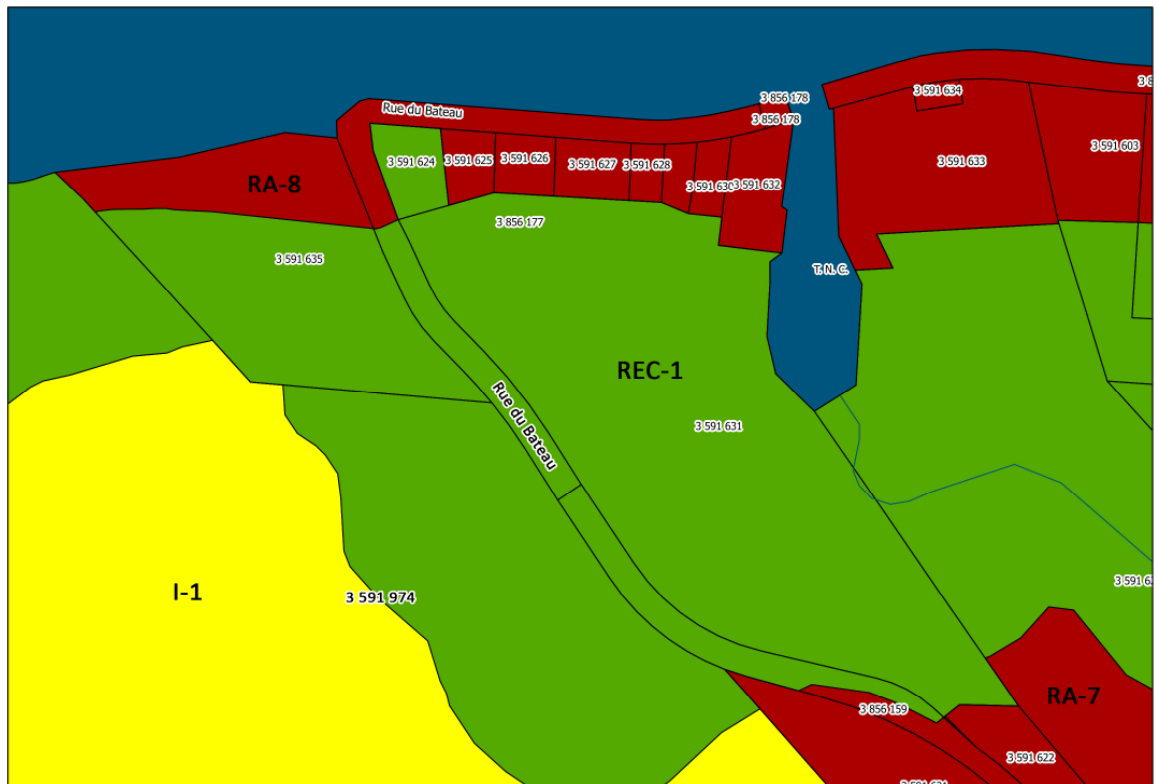 3 856 178
3 591 634
Rue du Bateau
3 856 178
3 591 603
3 591 624
3 591 625
3 591 626
3 591 627
3 591 628
3 591 633
RA-8
3 591 630
3 591 632
3 856 177
3 591 635
T. N. C.
REC-1
Rue du Bateau
3 591 631
I-1
3 591 974
RA-7
3 856 159
3 591 622